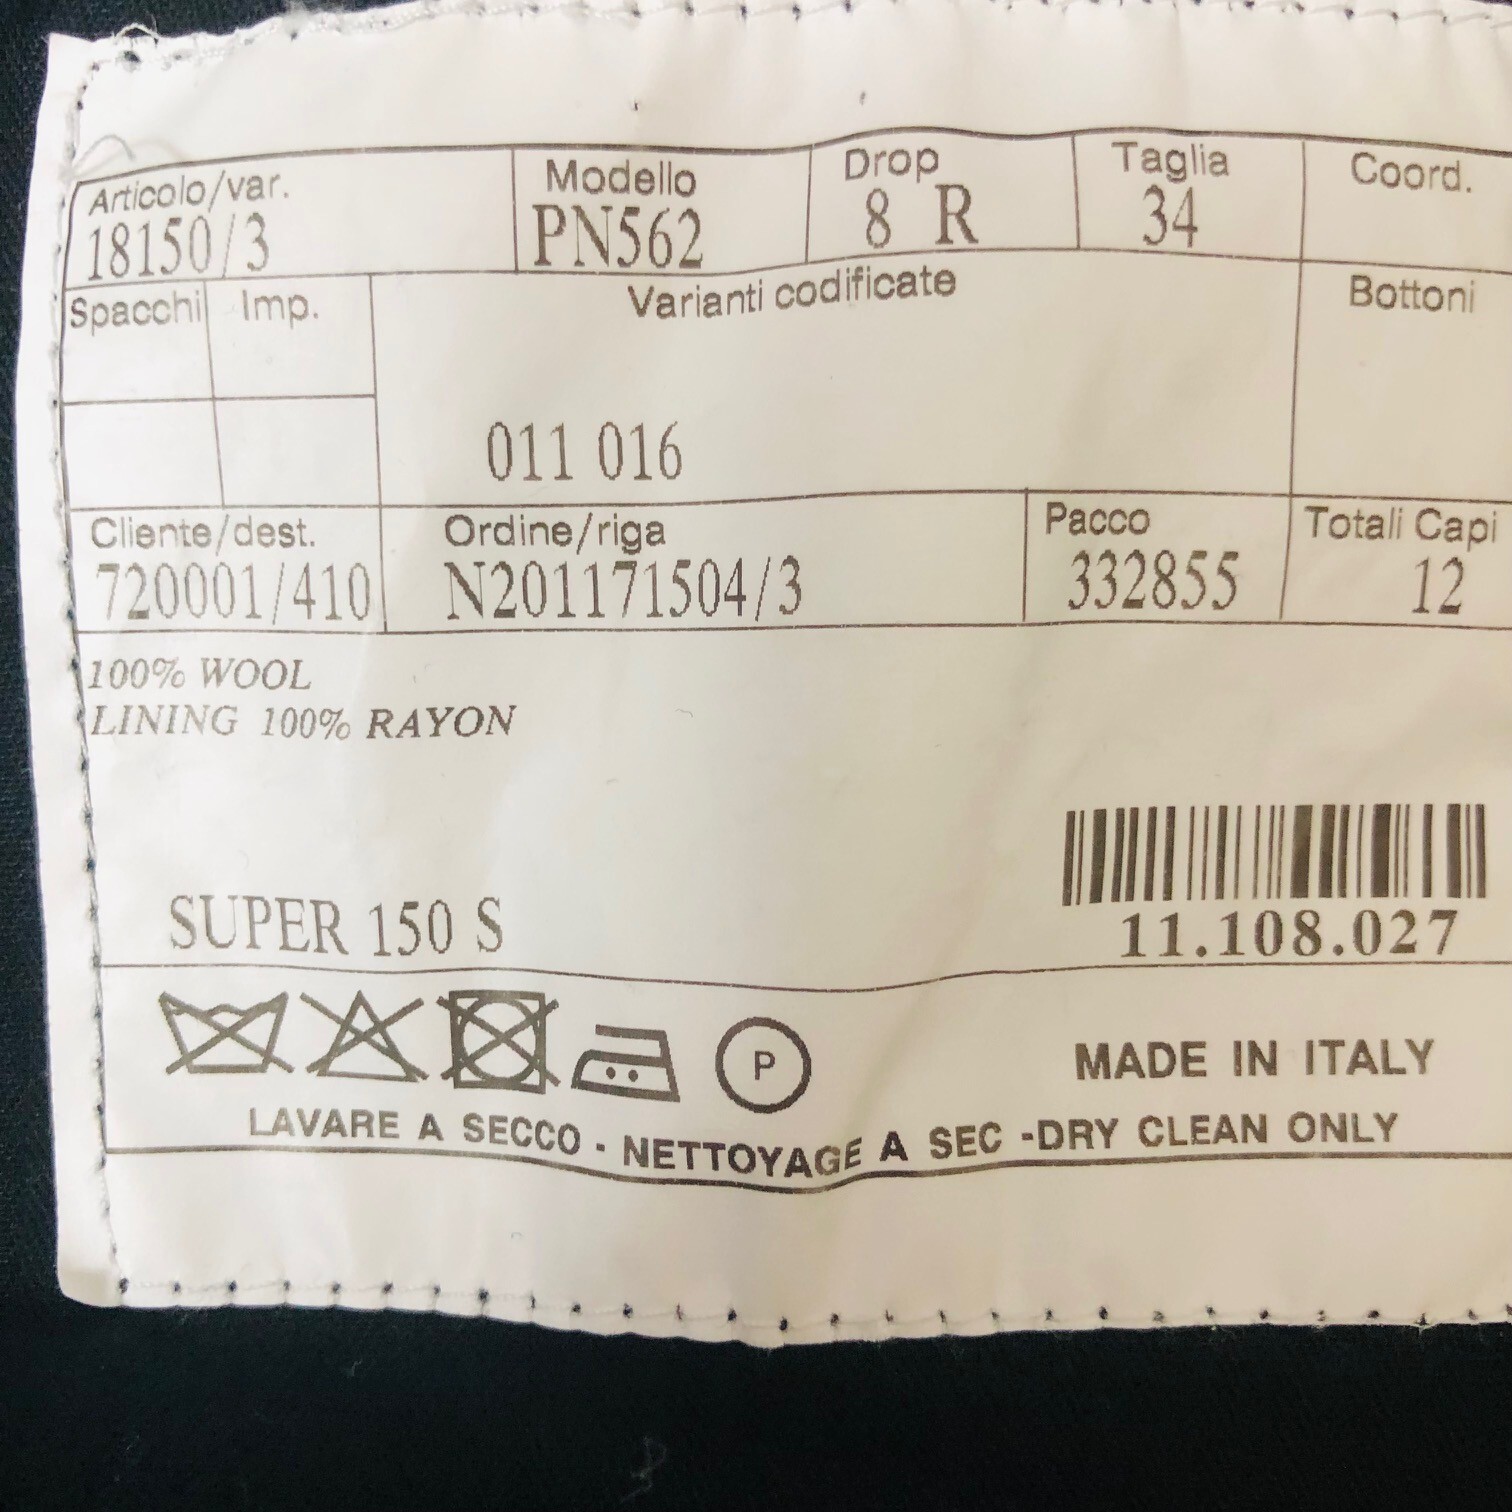 Articolo/var. Modello Drop Taglia Coord.
18150/3 PN562 8 R 34
Spacchi Imp. Varianti codificate Bottoni
011 016
Cliente/dest. Ordine/riga Pacco Totali Capi
720001/410 N201171504/3 332855 12
100% WOOL
LINING 100% RAYON
SUPER 150 S
11.108.027
P
MADE IN ITALY
LAVARE A SECCO - NETTOYAGE A SEC -DRY CLEAN ONLY